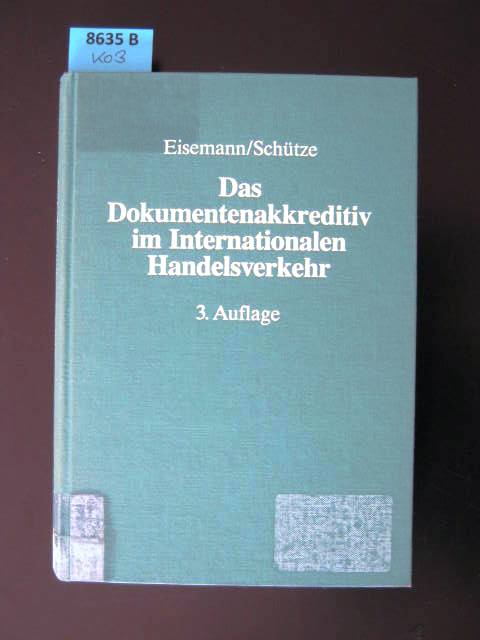 8635 B
K03
Eisemann/Schütze
Das
Dokumentenakkreditiv
im Internationalen
Handelsverkehr
3. Auflage